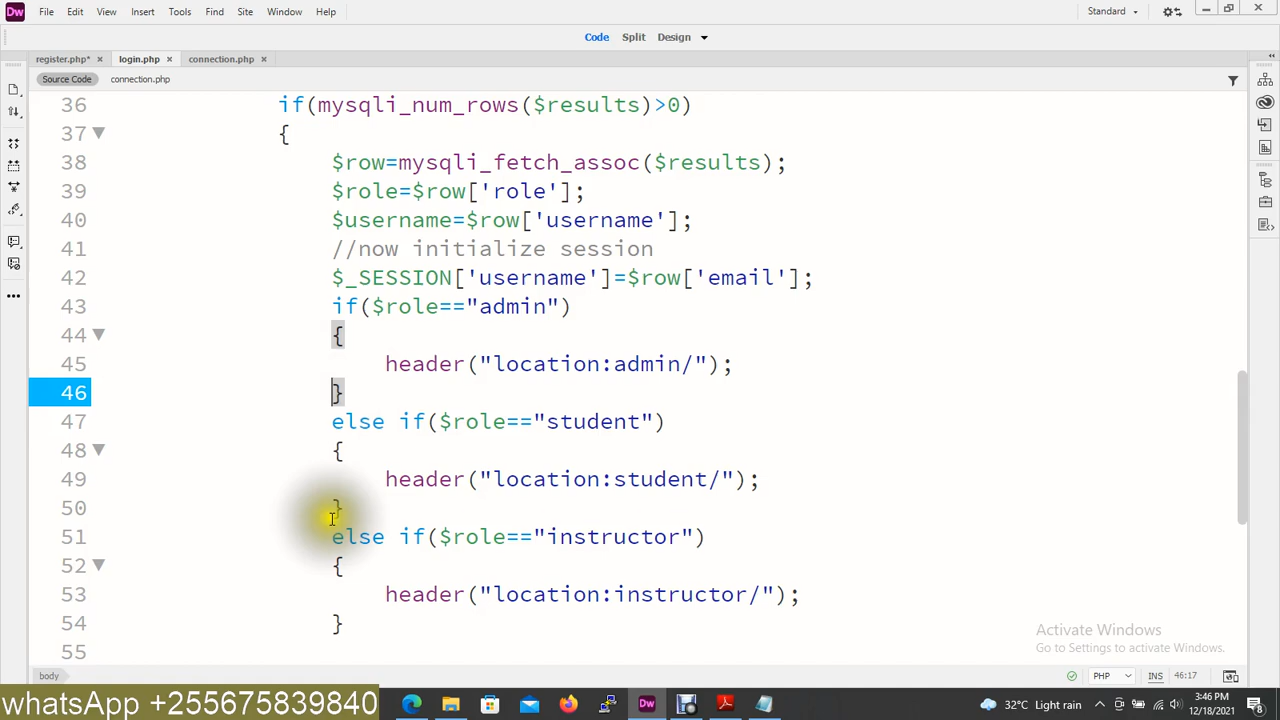 Dw File Edit View Insert Tools Find Site Window Help Standard
Code Split Design
register.php* × login.php × connection.php ×
Source Code connection.php
36 if(mysqli_num_rows($results)>0)
37 {
38 $row=mysqli_fetch_assoc($results);
39 $role=$row['role'];
40 $username=$row['username'];
41 //now initialize session
42 $_SESSION['username']=$row['email'];
43 if($role=="admin")
44 {
45 header("location:admin/");
46 }
47 else if($role=="student")
48 {
49 header("location:student/");
50 }
51 else if($role=="instructor")
52 {
53 header("location:instructor/");
54 }
55
Activate Windows
Go to Settings to activate Windows.
body PHP INS 46:17
whatsApp +255675839840 Dw 32°C Light rain 3:46 PM
12/18/2021 8